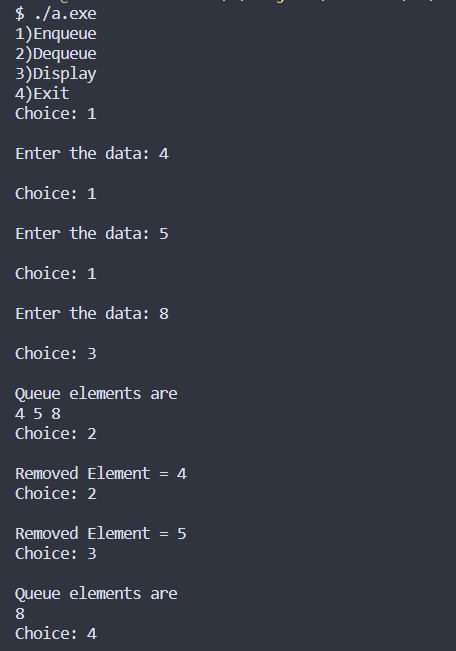 $ ./a.exe
1)Enqueue
2)Dequeue
3)Display
4)Exit
Choice: 1
Enter the data: 4
Choice: 1
Enter the data: 5
Choice: 1
Enter the data: 8
Choice: 3
Queue elements are
4 5 8
Choice: 2
Removed Element = 4
Choice: 2
Removed Element = 5
Choice: 3
Queue elements are
8
Choice: 4